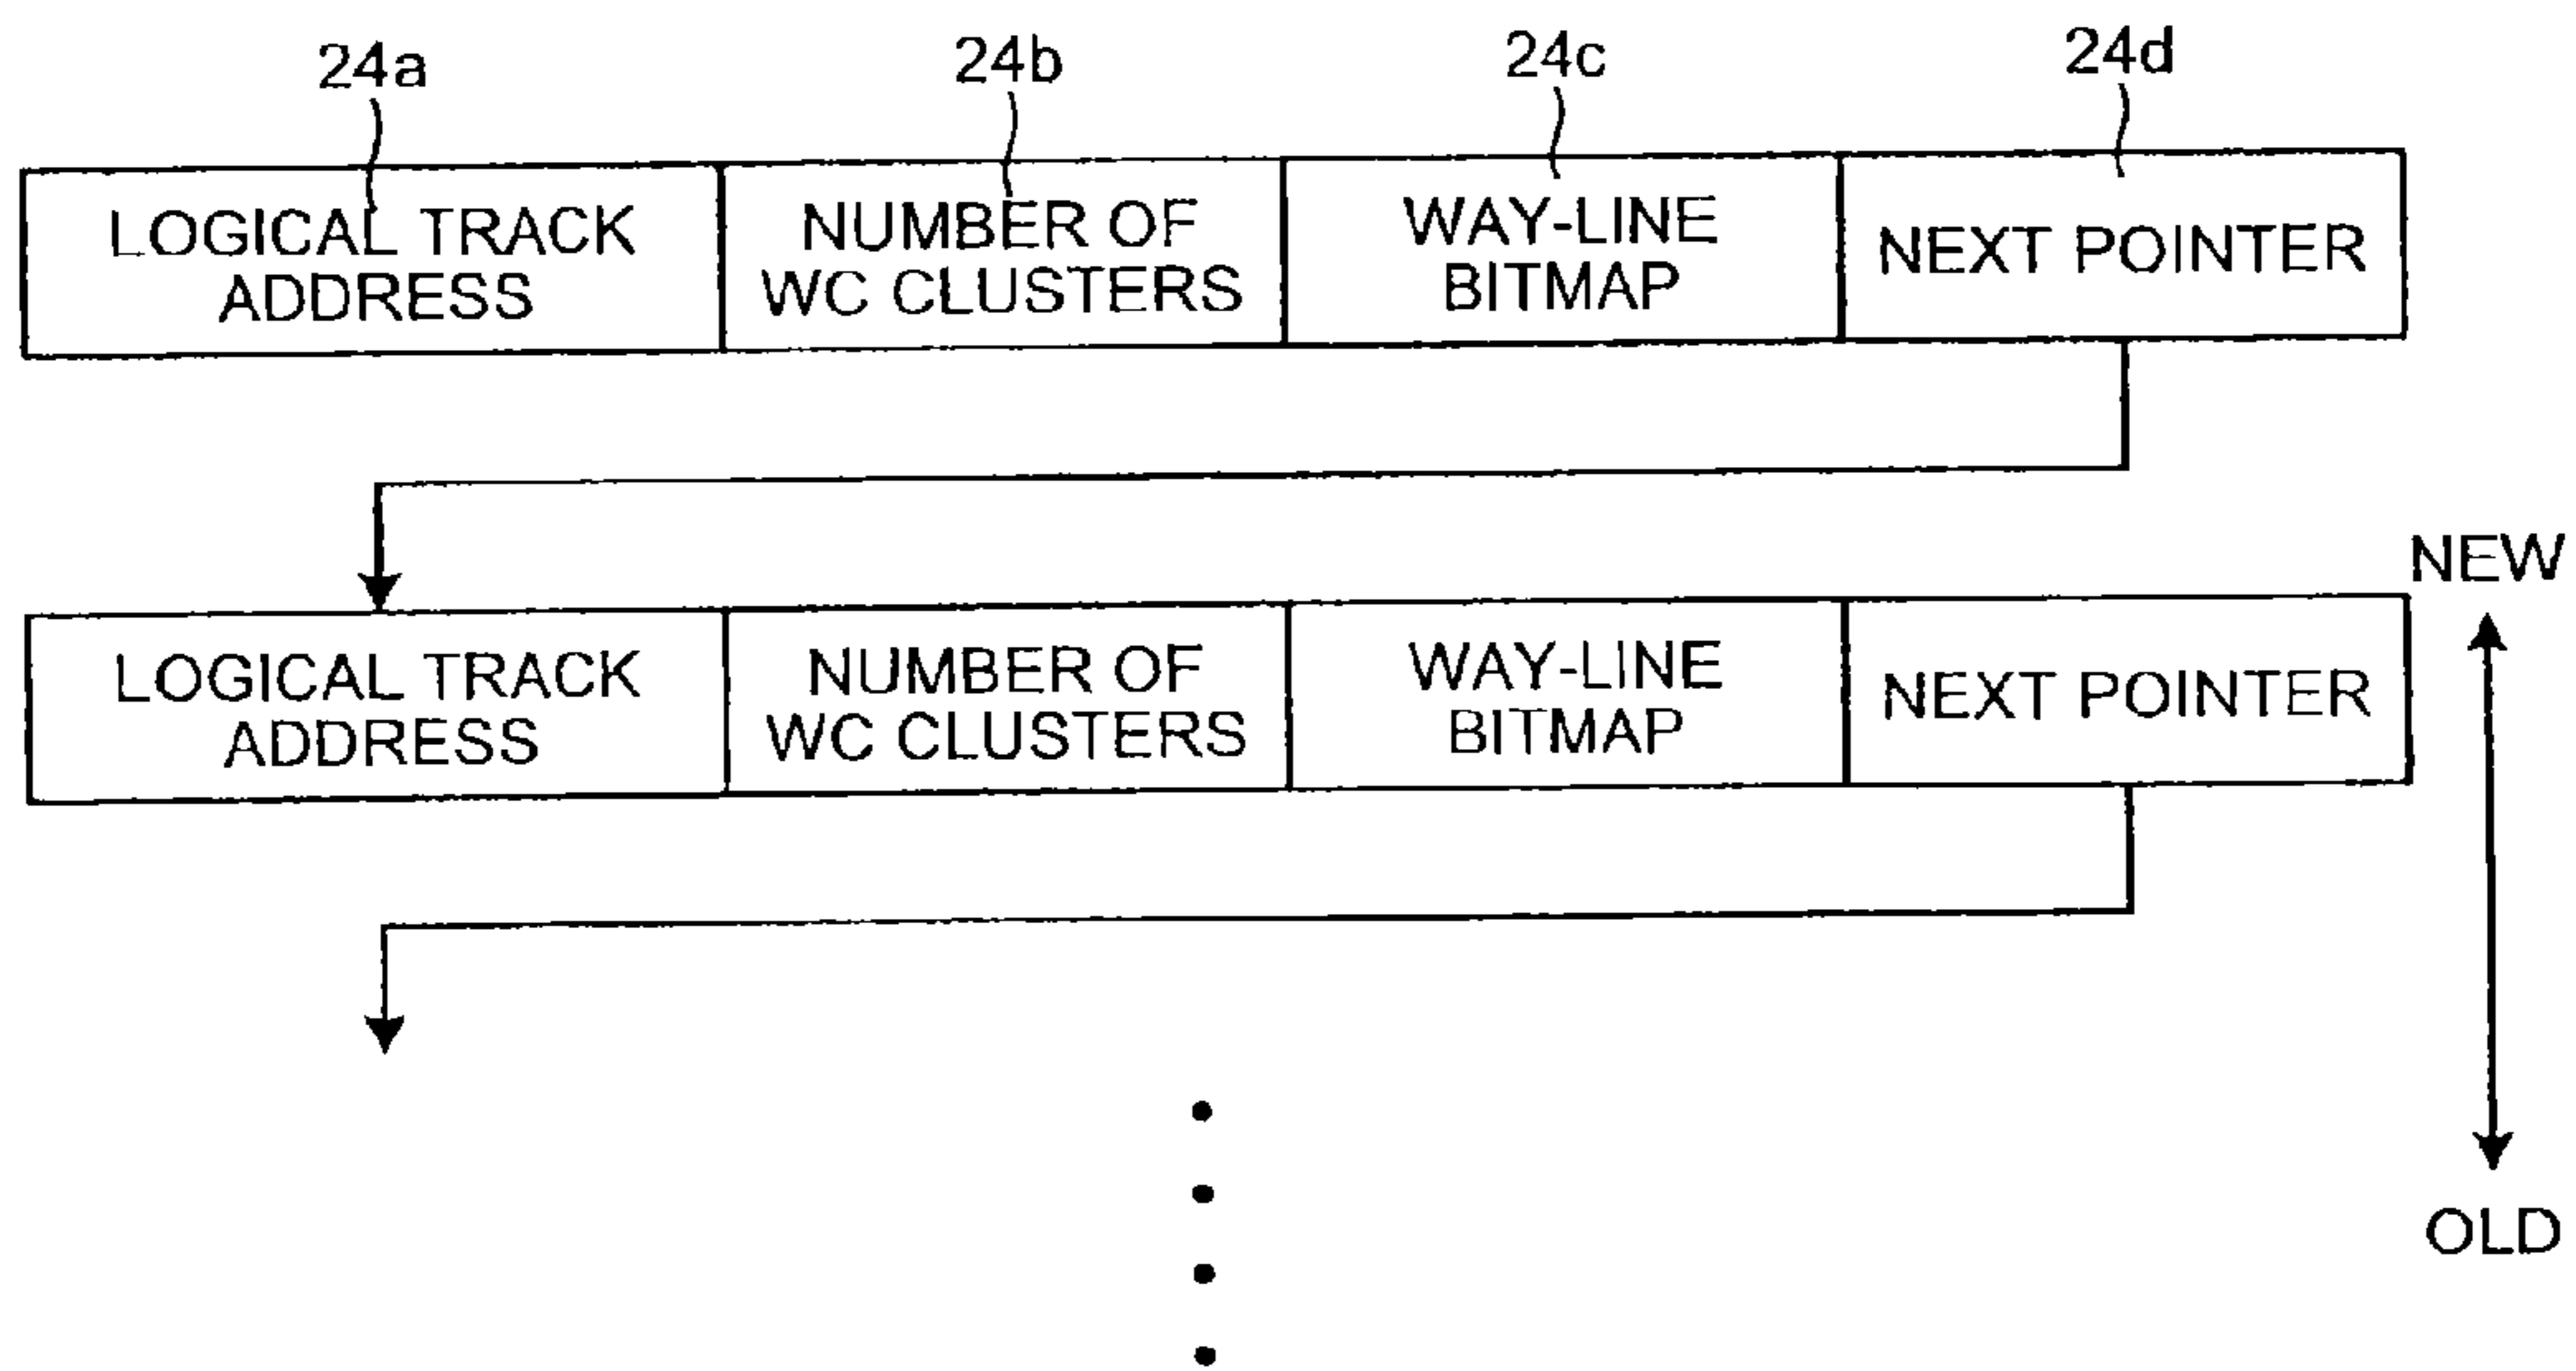 24a 24b 24c 24d
LOGICAL TRACK ADDRESS
NUMBER OF WC CLUSTERS
WAY-LINE BITMAP
NEXT POINTER
NEW
LOGICAL TRACK ADDRESS
NUMBER OF WC CLUSTERS
WAY-LINE BITMAP
NEXT POINTER
OLD